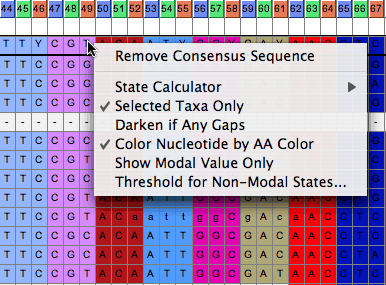 44 45 46 47 48 49 50 51 52 53 54 55 56 57 58 59 60 61 62 63 64 65 66 67
T T Y C G T
T T C C G
T T C C G
T T C C G
- - - - -
Remove Consensus Sequence
State Calculator
Selected Taxa Only
Darken if Any Gaps
Color Nucleotide by AA Color
Show Modal Value Only
Threshold for Non-Modal States...
T T C C G C
T T C C G C
T T C C G T
T T C C G C A C A A T T G G C G A C A A C C T C
T T C C G T A C a a t t g g c g A c a A C C T C
T T C C G C A C A A T T G G C G A C A A C C T C
T T C C G C A C A A T T G G C G A T A A C C T C
T T C C G T A C A A T T G G C G A C A A C C T C